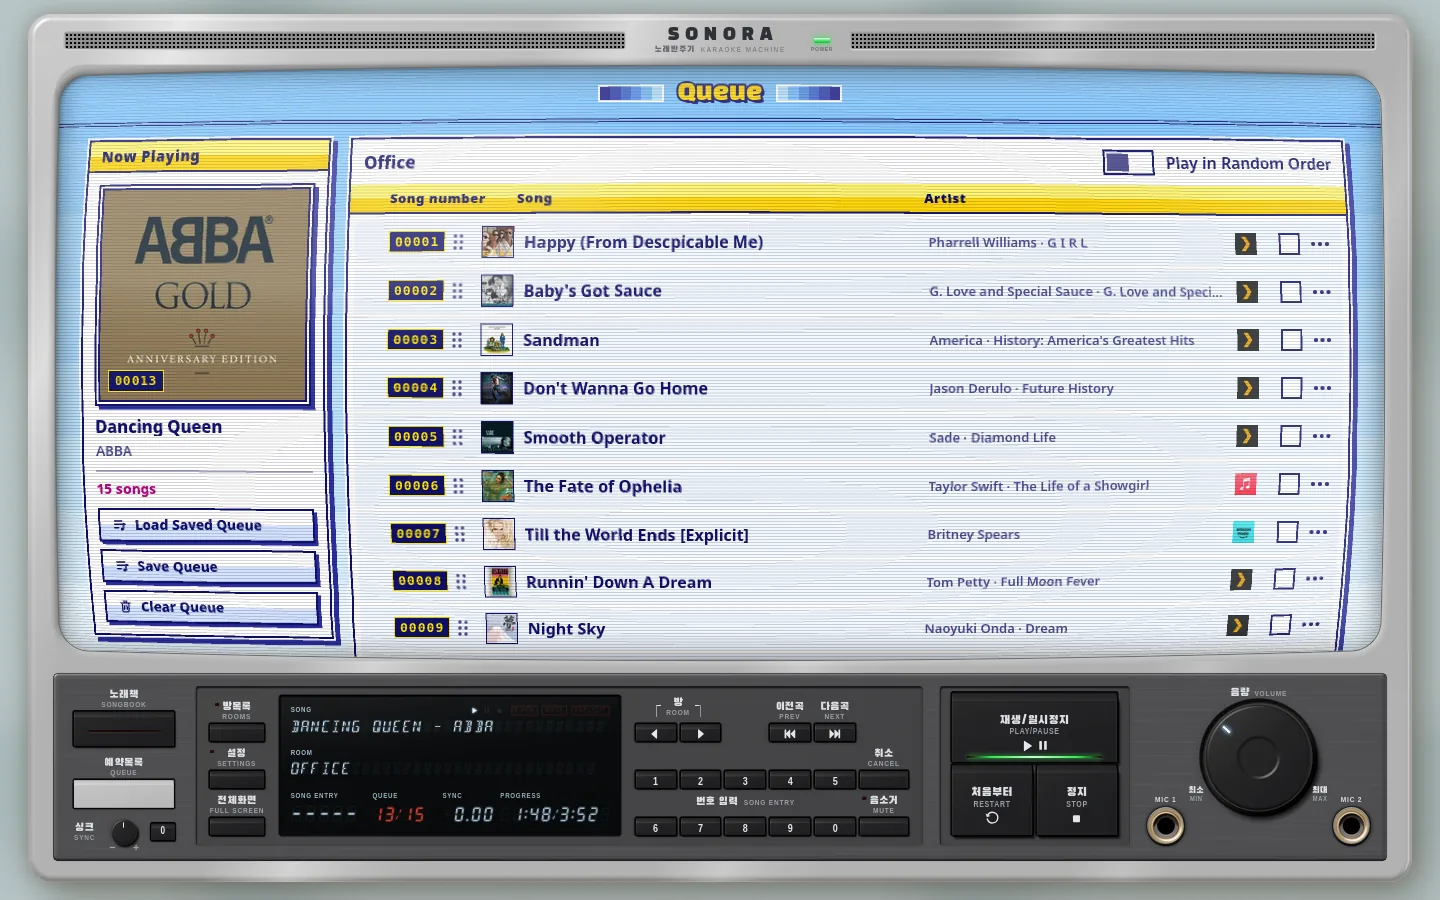 SONORA
노래반주기 KARAOKE MACHINE
POWER
Queue
Now Playing
ABBA®
GOLD
ANNIVERSARY EDITION
00013
Dancing Queen
ABBA
15 songs
Load Saved Queue
Save Queue
Clear Queue
Office
Play in Random Order
Song number Song Artist
00001 Happy (From Descpicable Me) Pharrell Williams · G I R L
00002 Baby's Got Sauce G. Love and Special Sauce · G. Love and Speci...
00003 Sandman America · History: America's Greatest Hits
00004 Don't Wanna Go Home Jason Derulo · Future History
00005 Smooth Operator Sade · Diamond Life
00006 The Fate of Ophelia Taylor Swift · The Life of a Showgirl
00007 Till the World Ends [Explicit] Britney Spears
00008 Runnin' Down A Dream Tom Petty · Full Moon Fever
00009 Night Sky Naoyuki Onda · Dream
노래책
SONGBOOK
예약목록
QUEUE
싱크
SYNC
− +
0
방목록
ROOMS
설정
SETTINGS
전체화면
FULL SCREEN
SONG
DANCING QUEEN - ABBA
ROOM
OFFICE
SONG ENTRY QUEUE SYNC PROGRESS
----- 13/15 0.00 1:48/3:52
방
ROOM
이전곡 다음곡
PREV NEXT
취소
CANCEL
1 2 3 4 5
번호 입력 SONG ENTRY
음소거
MUTE
6 7 8 9 0
재생/일시정지
PLAY/PAUSE
처음부터
RESTART
정지
STOP
음량 VOLUME
최소
MIN
최대
MAX
MIC 1
MIC 2